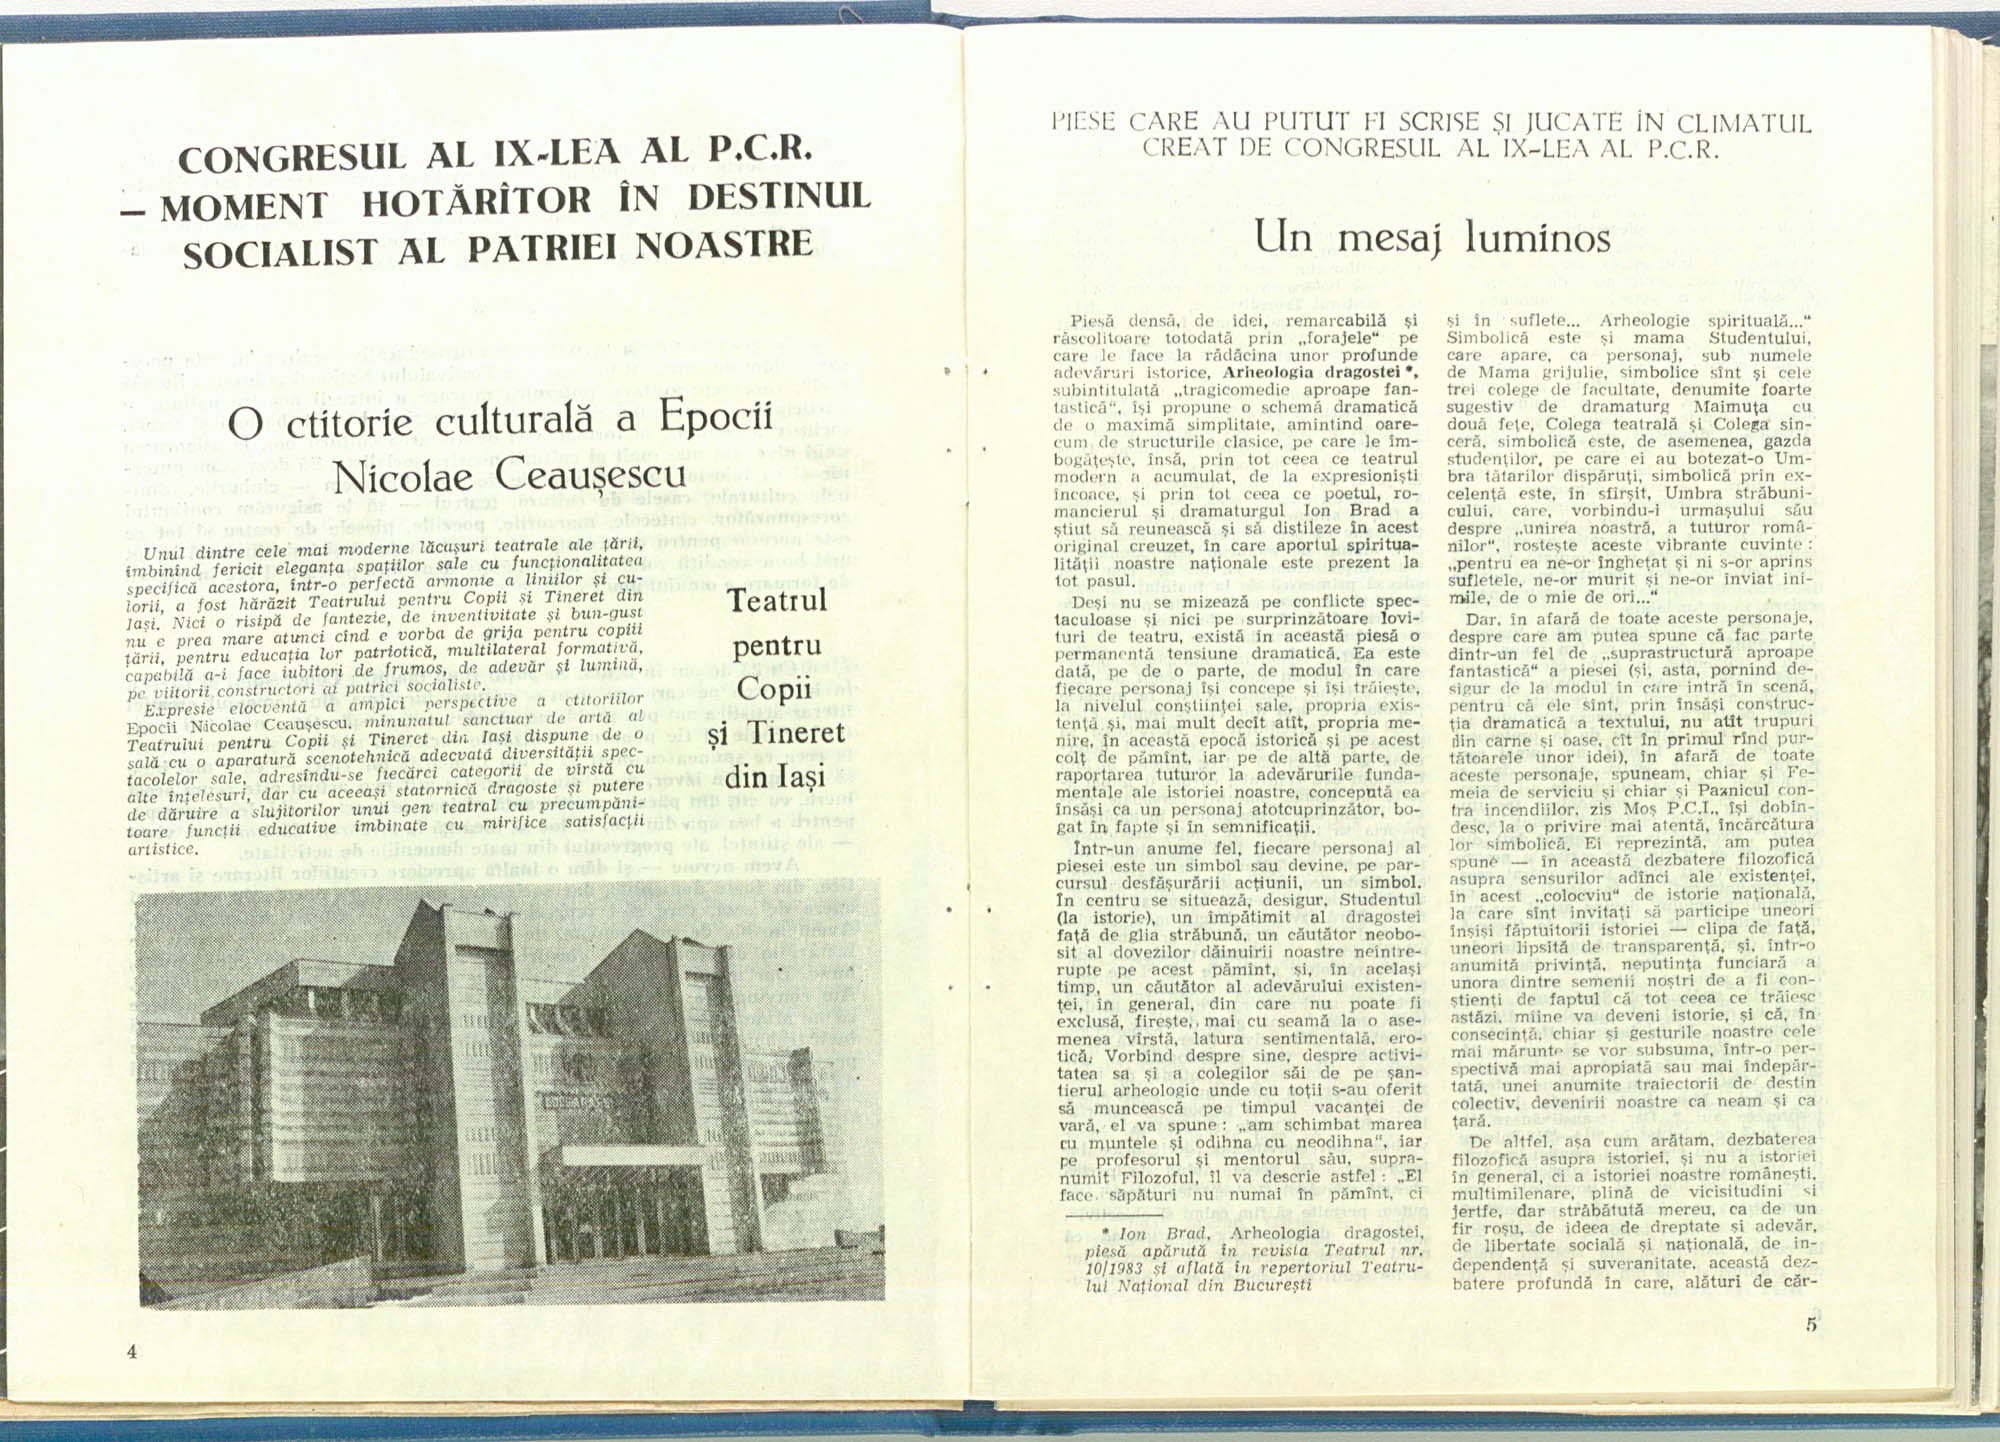 CONGRESUL AL IX-LEA AL P.C.R.
— MOMENT HOTĂRÎTOR ÎN DESTINUL
SOCIALIST AL PATRIEI NOASTRE
O ctitorie culturală a Epocii
Nicolae Ceaușescu
Unul dintre cele mai moderne lăcașuri teatrale ale țării,
îmbinînd fericit eleganța spațiilor sale cu funcționalitatea
specifică acestora, într-o perfectă armonie a liniilor și cu-
lorii, a fost hărăzit Teatrului pentru Copii și Tineret din
Iași. Nici o risipă de fantezie, de inventivitate și bun-gust
nu e prea mare atunci cînd e vorba de grija pentru copiii
țării, pentru educația lor patriotică, multilateral formativă,
capabilă a-i face iubitori de frumos, de adevăr și lumină,
pe viitorii constructori ai patriei socialiste.
Expresie elocventă a amplei perspective a ctitoriilor
Epocii Nicolae Ceaușescu, minunatul sanctuar de artă al
Teatrului pentru Copii și Tineret din Iași dispune de o
sală cu o aparatură scenotehnică adecvată diversității spec-
tacolelor sale, adresîndu-se fiecărei categorii de vîrstă cu
alte înțelesuri, dar cu aceeași statornică dragoste și putere
de dăruire a slujitorilor unui gen teatral cu precumpăni-
toare funcții educative îmbinate cu mirifice satisfacții
artistice.
Teatrul
pentru
Copii
și Tineret
din Iași
4
PIESE CARE AU PUTUT FI SCRISE ȘI JUCATE ÎN CLIMATUL
CREAT DE CONGRESUL AL IX-LEA AL P.C.R.
Un mesaj luminos
Piesă densă, de idei, remarcabilă și
răscolitoare totodată prin „forajele“ pe
care le face la rădăcina unor profunde
adevăruri istorice, Arheologia dragostei*,
subintitulată „tragicomedie aproape fan-
tastică“, își propune o schemă dramatică
de o maximă simplitate, amintind oare-
cum de structurile clasice, pe care le îm-
bogățește, însă, prin tot ceea ce teatrul
modern a acumulat, de la expresioniști
încoace, și prin tot ceea ce poetul, ro-
mancierul și dramaturgul Ion Brad a
știut să reunească și să distileze în acest
original creuzet, în care aportul spiritua-
lității noastre naționale este prezent la
tot pasul.
Deși nu se mizează pe conflicte spec-
taculoase și nici pe surprinzătoare lovi-
turi de teatru, există în această piesă o
permanentă tensiune dramatică. Ea este
dată, pe de o parte, de modul în care
fiecare personaj își concepe și își trăiește,
la nivelul conștiinței sale, propria exis-
tență și, mai mult decît atît, propria me-
nire, în această epocă istorică și pe acest
colț de pămînt, iar pe de altă parte, de
raportarea tuturor la adevărurile funda-
mentale ale istoriei noastre, concepută ca
însăși ca un personaj atotcuprinzător, bo-
gat în fapte și în semnificații.
Într-un anume fel, fiecare personaj al
piesei este un simbol sau devine, pe par-
cursul desfășurării acțiunii, un simbol.
În centru se situează, desigur, Studentul
(la istorie), un împătimit al dragostei
față de glia străbună, un căutător neobo-
sit al dovezilor dăinuirii noastre neîntre-
rupte pe acest pămînt, și, în același
timp, un căutător al adevărului existen-
ței, în general, din care nu poate fi
exclusă, firește, mai cu seamă la o ase-
menea vîrstă, latura sentimentală, ero-
tică. Vorbind despre sine, despre activi-
tatea sa și a colegilor săi de pe șan-
tierul arheologic unde cu toții s-au oferit
să muncească pe timpul vacanței de
vară, el va spune : „am schimbat marea
cu muntele și odihna cu neodihna“, iar
pe profesorul și mentorul său, supra-
numit Filozoful, îl va descrie astfel : „El
face săpături nu numai în pămînt, ci
* Ion Brad, Arheologia dragostei,
piesă apărută în revista Teatrul nr.
10/1983 și aflată în repertoriul Teatru-
lui Național din București
și în suflete... Arheologie spirituală...“
Simbolică este și mama Studentului,
care apare, ca personaj, sub numele
de Mama grijulie, simbolice sînt și cele
trei colege de facultate, denumite foarte
sugestiv de dramaturg Maimuța cu
două fețe, Colega teatrală și Colega sin-
ceră, simbolică este, de asemenea, gazda
studenților, pe care ei au botezat-o Um-
bra tătarilor dispăruți, simbolică prin ex-
celență este, în sfîrșit, Umbra străbuni-
cului, care, vorbindu-i urmașului său
despre „unirea noastră, a tuturor româ-
nilor“, rostește aceste vibrante cuvinte :
„pentru ea ne-or înghețat și ni s-or aprins
sufletele, ne-or murit și ne-or înviat ini-
mile, de o mie de ori...“
Dar, în afară de toate aceste personaje,
despre care am putea spune că fac parte
dintr-un fel de „suprastructură aproape
fantastică“ a piesei (și, asta, pornind de-
sigur de la modul în care intră în scenă,
pentru că ele sînt, prin însăși construc-
ția dramatică a textului, nu atît trupuri
din carne și oase, cît în primul rînd pur-
tătoarele unor idei), în afară de toate
aceste personaje, spuneam, chiar și Fe-
meia de serviciu și chiar și Paznicul con-
tra incendiilor, zis Moș P.C.I., își dobîn-
desc, la o privire mai atentă, încărcătura
lor simbolică. Ei reprezintă, am putea
spune — în această dezbatere filozofică
asupra sensurilor adînci ale existenței,
în acest „colocviu“ de istorie națională,
la care sînt invitați să participe uneori
înșiși făptuitorii istoriei — clipa de față,
uneori lipsită de transparență, și, într-o
anumită privință, neputința funciară a
unora dintre semenii noștri de a fi con-
știenți de faptul că tot ceea ce trăiesc
astăzi, mîine va deveni istorie, și că, în
consecință, chiar și gesturile noastre cele
mai mărunte se vor subsuma, într-o per-
spectivă mai apropiată sau mai îndepăr-
tată, unei anumite traiectorii de destin
colectiv, devenirii noastre ca neam și ca
țară.
De altfel, așa cum arătam, dezbaterea
filozofică asupra istoriei, și nu a istoriei
în general, ci a istoriei noastre românești,
multimilenare, plină de vicisitudini și
jertfe, dar străbătută mereu, ca de un
fir roșu, de ideea de dreptate și adevăr,
de libertate socială și națională, de in-
dependență și suveranitate, această dez-
batere profundă în care, alături de căr-
5